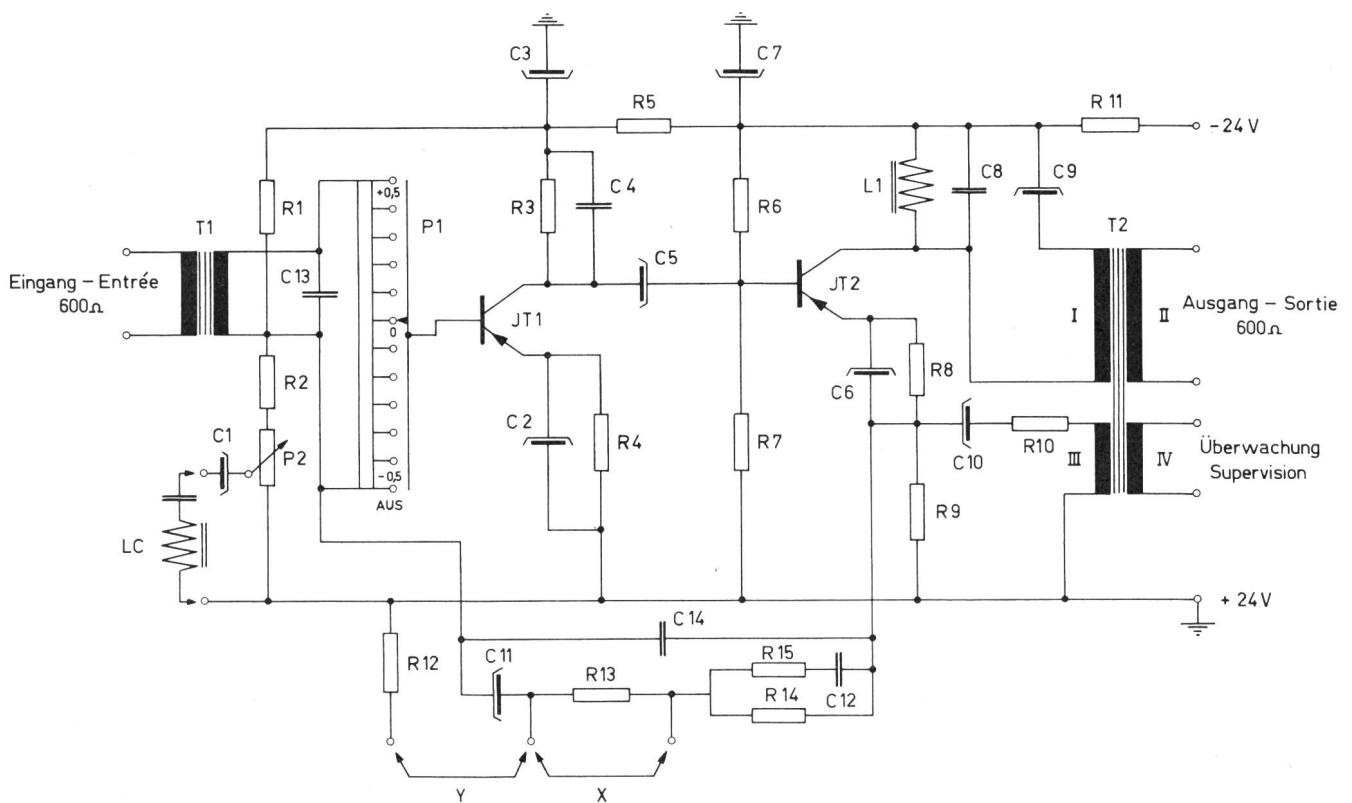 C3
C7
R5
R 11
-24V
R1
+0,5
P1
R3
C4
R6
L1
C8
C9
T1
T2
Eingang – Entrée
600Ω
C13
C5
JT1
JT2
0
I
II
Ausgang – Sortie
600Ω
R2
C6
R8
C1
P2
C2
R4
R7
C10
R10
III
IV
Überwachung
Supervision
-0,5
AUS
R9
LC
+ 24V
C14
R12
C11
R13
R15
C12
R14
Y
X